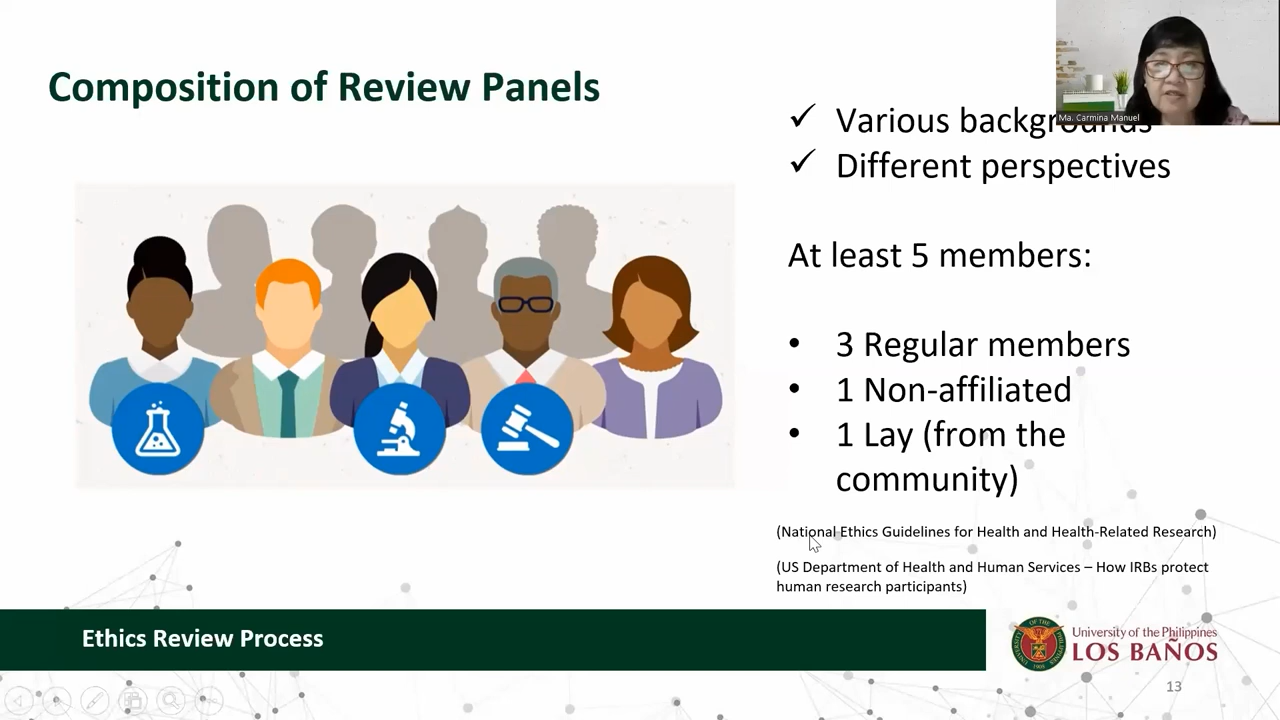 Composition of Review Panels
Ma. Carmina Manuel
✓ Various backgrounds
✓ Different perspectives
At least 5 members:
• 3 Regular members
• 1 Non-affiliated
• 1 Lay (from the
community)
(National Ethics Guidelines for Health and Health-Related Research)
(US Department of Health and Human Services – How IRBs protect
human research participants)
Ethics Review Process
University of the Philippines
LOS BAÑOS
13